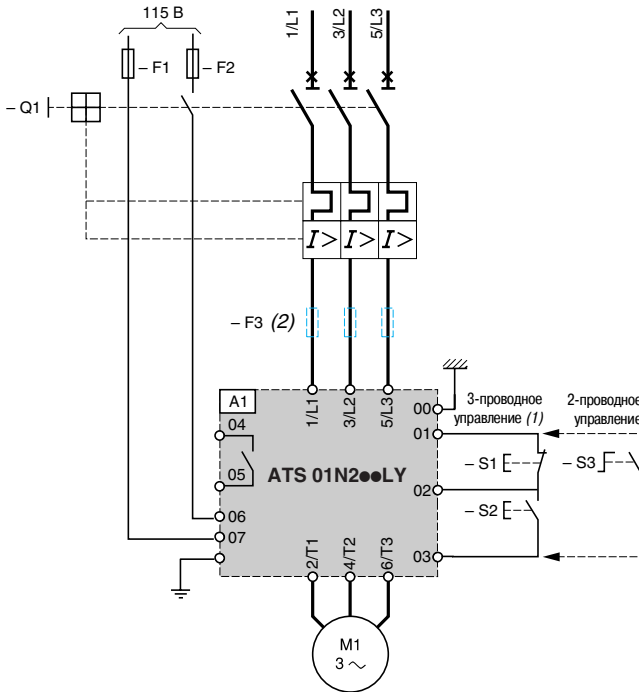 115 В
1/L1
3/L2
5/L3
– F1
– F2
– Q1
I>
I>
I>
– F3 (2)
A1
1/L1
3/L2
5/L3
00
3-проводное
управление (1)
2-проводное
управление
04
01
05
ATS 01N2●●LY
– S1
– S3
02
06
– S2
07
03
2/T1
4/T2
6/T3
M1
3 ~